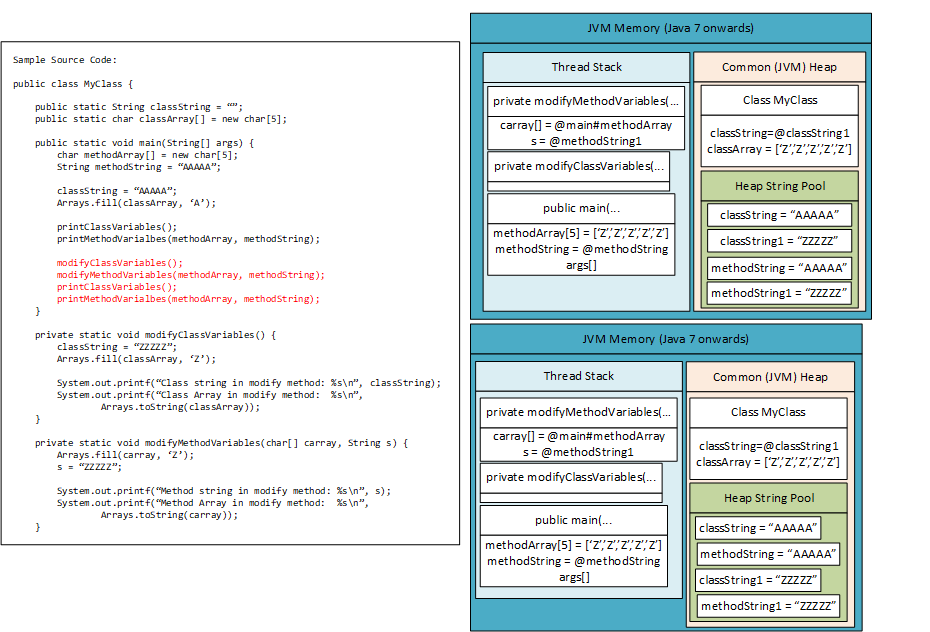 Sample Source Code:
public class MyClass {
public static String classString = “”;
public static char classArray[] = new char[5];
public static void main(String[] args) {
char methodArray[] = new char[5];
String methodString = “AAAAA”;
classString = “AAAAA”;
Arrays.fill(classArray, ‘A’);
printClassVariables();
printMethodVarialbes(methodArray, methodString);
modifyClassVariables();
modifyMethodVariables(methodArray, methodString);
printClassVariables();
printMethodVarialbes(methodArray, methodString);
}
private static void modifyClassVariables() {
classString = “ZZZZZ”;
Arrays.fill(classArray, ‘Z’);
System.out.printf(“Class string in modify method: %s\n”, classString);
System.out.printf(“Class Array in modify method:  %s\n”,
Arrays.toString(classArray));
}
private static void modifyMethodVariables(char[] carray, String s) {
Arrays.fill(carray, ‘Z’);
s = “ZZZZZ”;
System.out.printf(“Method string in modify method: %s\n”, s);
System.out.printf(“Method Array in modify method:  %s\n”,
Arrays.toString(carray));
}
JVM Memory (Java 7 onwards)
Thread Stack
private modifyMethodVariables(...
carray[] = @main#methodArray
s = @methodString1
private modifyClassVariables(...
public main(...
methodArray[5] = [‘Z’,’Z’,’Z’,’Z’,’Z’]
methodString = @methodString
args[]
Common (JVM) Heap
Class MyClass
classString=@classString1
classArray = [‘Z’,’Z’,’Z’,’Z’,’Z’]
Heap String Pool
classString = “AAAAA”
classString1 = “ZZZZZ”
methodString = “AAAAA”
methodString1 = “ZZZZZ”
JVM Memory (Java 7 onwards)
Thread Stack
private modifyMethodVariables(...
carray[] = @main#methodArray
s = @methodString1
private modifyClassVariables(...
public main(...
methodArray[5] = [‘Z’,’Z’,’Z’,’Z’,’Z’]
methodString = @methodString
args[]
Common (JVM) Heap
Class MyClass
classString=@classString1
classArray = [‘Z’,’Z’,’Z’,’Z’,’Z’]
Heap String Pool
classString = “AAAAA”
methodString = “AAAAA”
classString1 = “ZZZZZ”
methodString1 = “ZZZZZ”